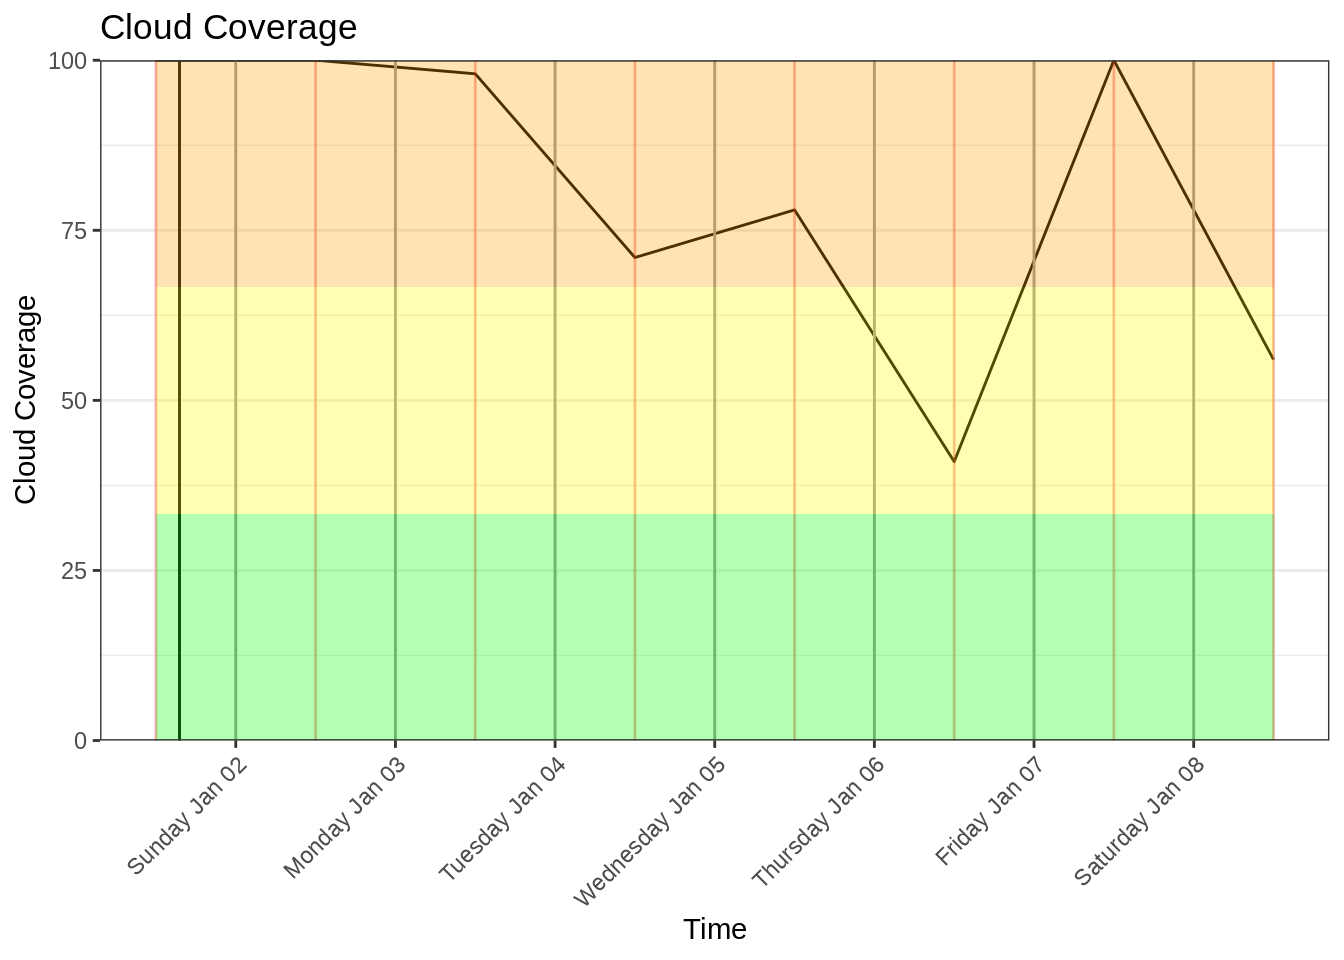 Cloud Coverage
Cloud Coverage
100
75
50
25
0
Sunday Jan 02
Monday Jan 03
Tuesday Jan 04
Wednesday Jan 05
Thursday Jan 06
Friday Jan 07
Saturday Jan 08
Time